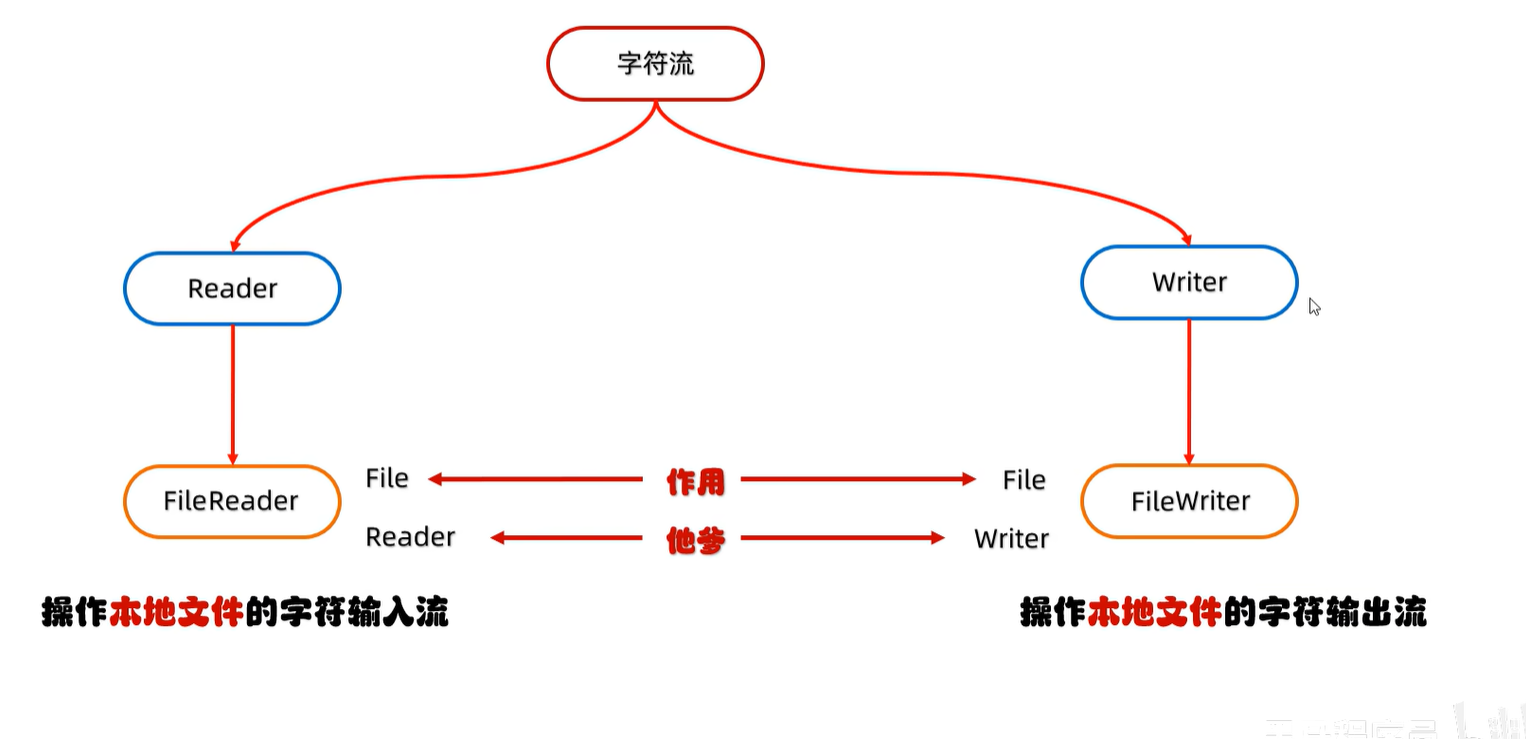 字符流
Reader
Writer
FileReader
File
作用
File
FileWriter
Reader
他爹
Writer
操作本地文件的字符输入流
操作本地文件的字符输出流